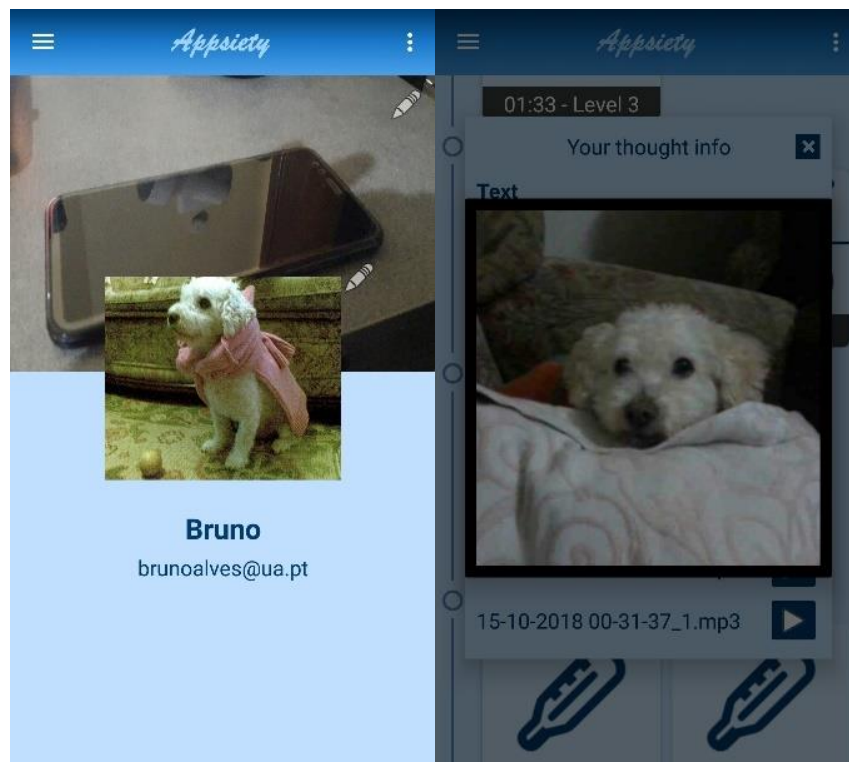 Appsiety
Bruno
brunoalves@ua.pt
Appsiety
01:33 - Level 3
Your thought info
Text
15-10-2018 00-31-37_1.mp3